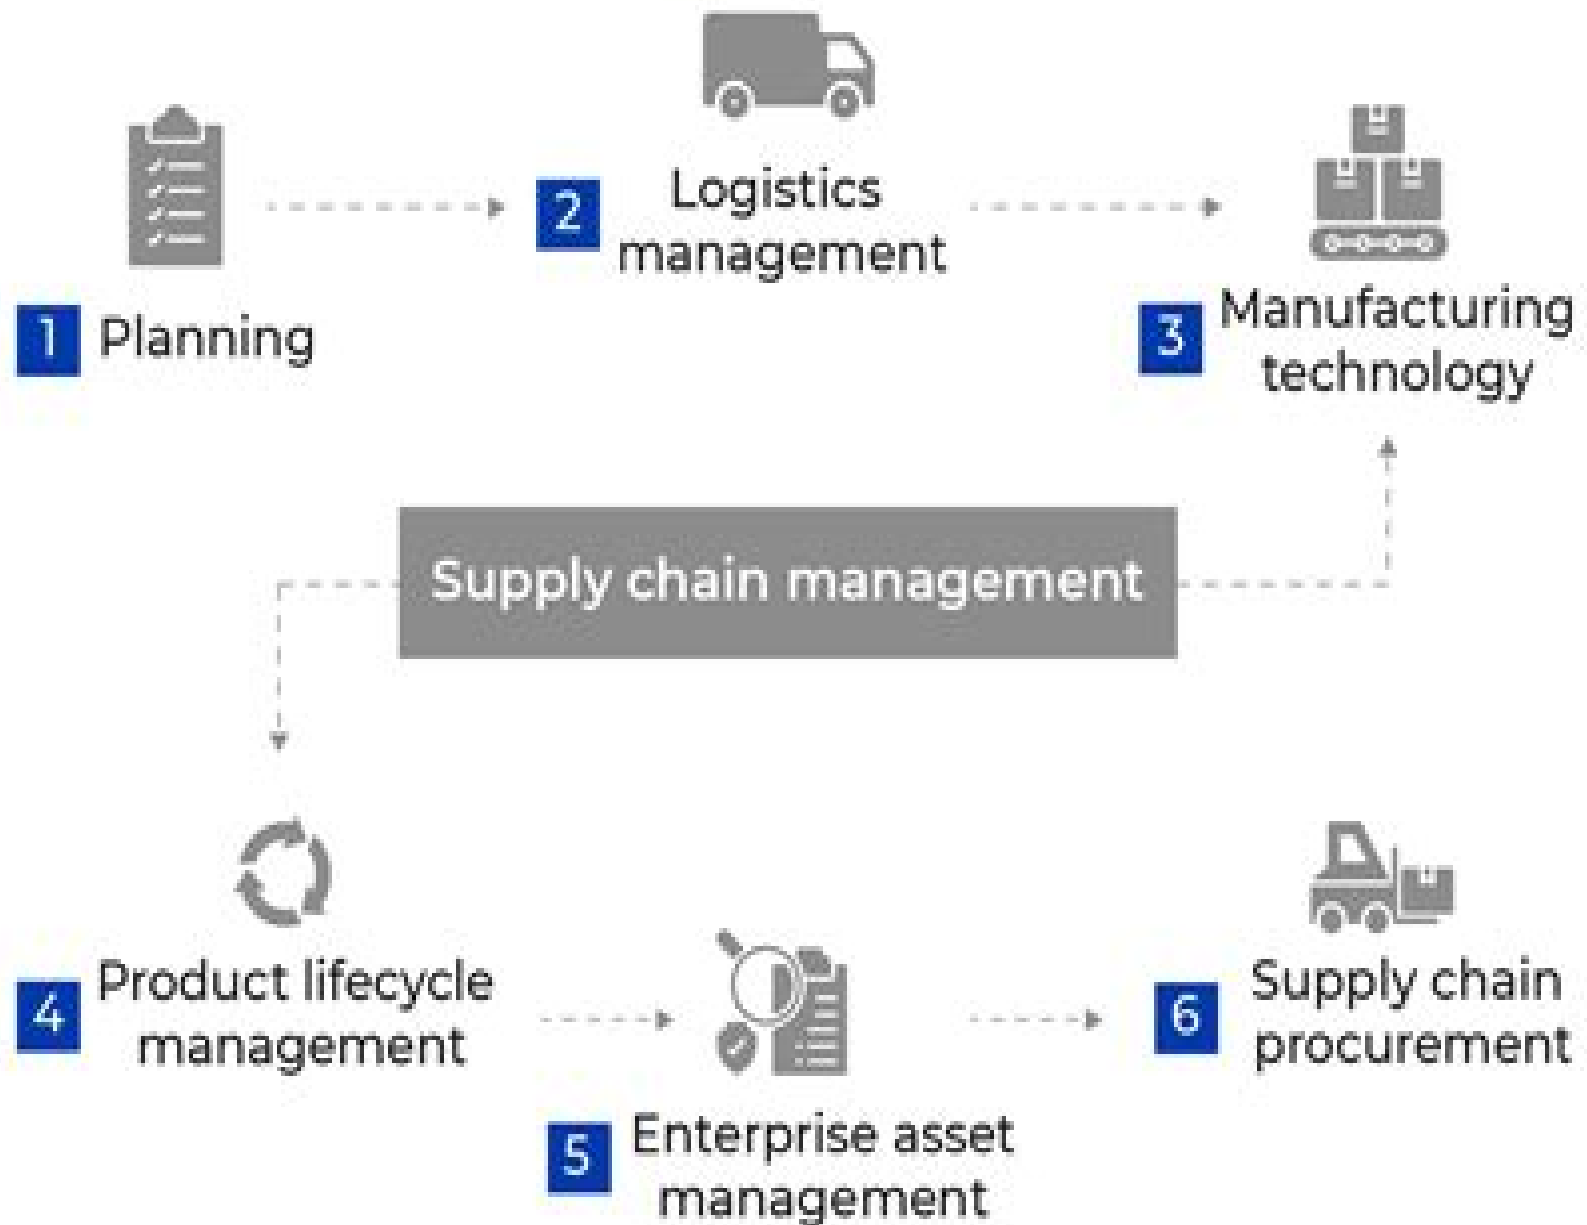 1 Planning
2 Logistics
management
3 Manufacturing
technology
Supply chain management
4 Product lifecycle
management
5 Enterprise asset
management
6 Supply chain
procurement